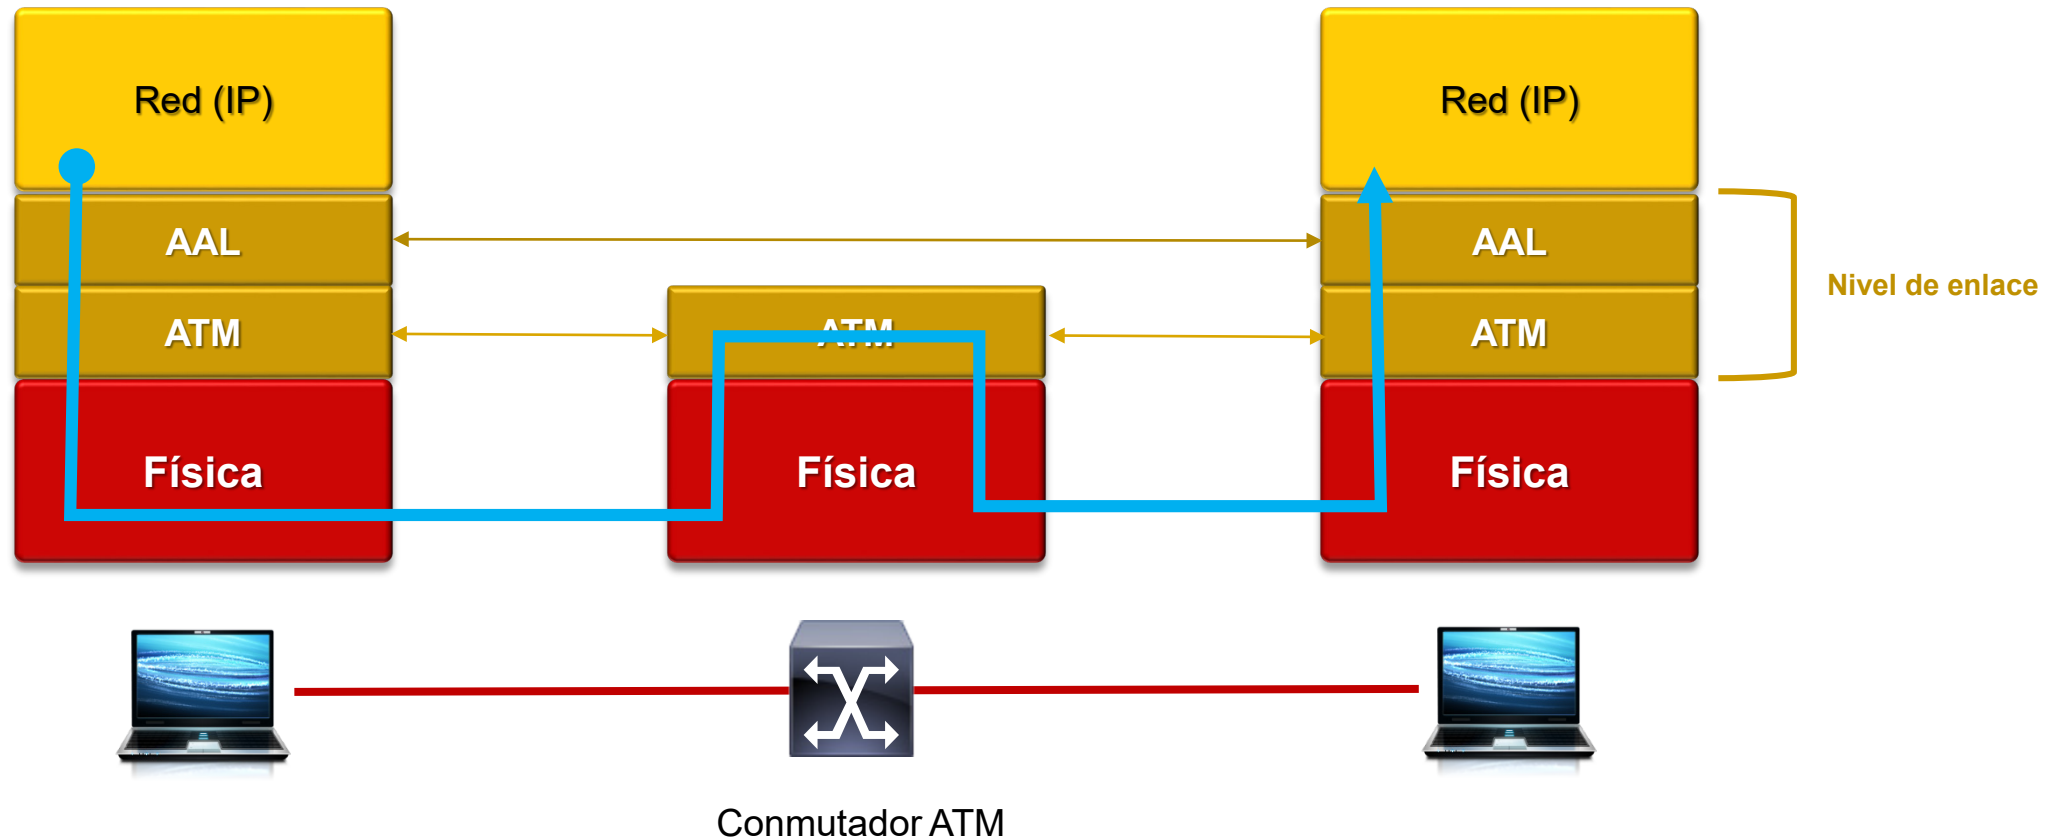 Red (IP)
Red (IP)
AAL
AAL
Nivel de enlace
ATM
ATM
ATM
Física
Física
Física
Conmutador ATM